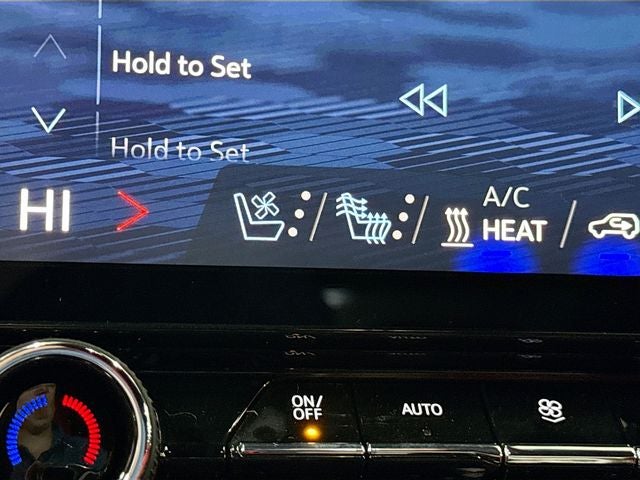 Hold to Set
Hold to Set
HI
A/C
HEAT
ON/
OFF
AUTO